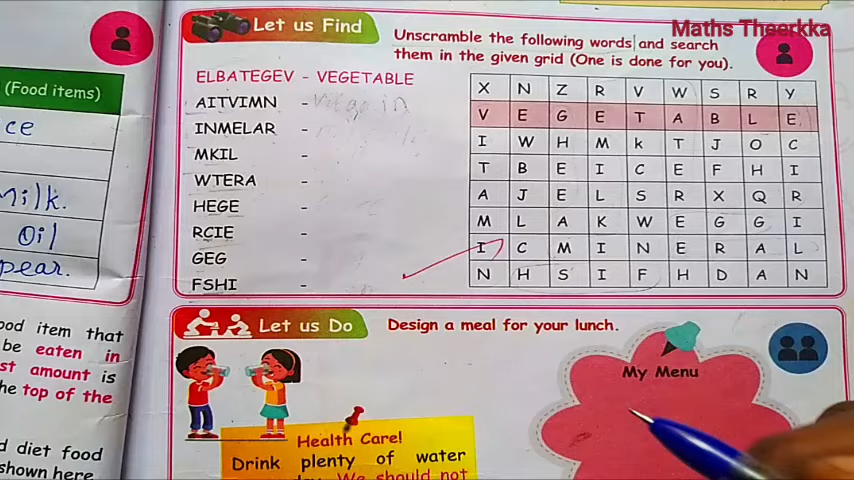 Maths Theerkka
Let us Find
Unscramble the following words and search
them in the given grid (One is done for you).
(Food items)
ce
milk.
Oil
pear.
ELBATEGEV - VEGETABLE
AITVIMN - Vitamin
INMELAR -
MKIL -
WTERA -
HEGE -
RCIE -
GEG -
FSHI -
X N Z R V W S R Y
V E G E T A B L E
I W H M k T J O C
T B E I C E F H I
A J E L S R X Q R
M L A K W E G G I
I C M I N E R A L
N H S I F H D A N
ood item that
be eaten in
st amount is
he top of the
d diet food
shown here.
Let us Do
Design a meal for your lunch.
My Menu
Health Care!
Drink plenty of water
day. We should not